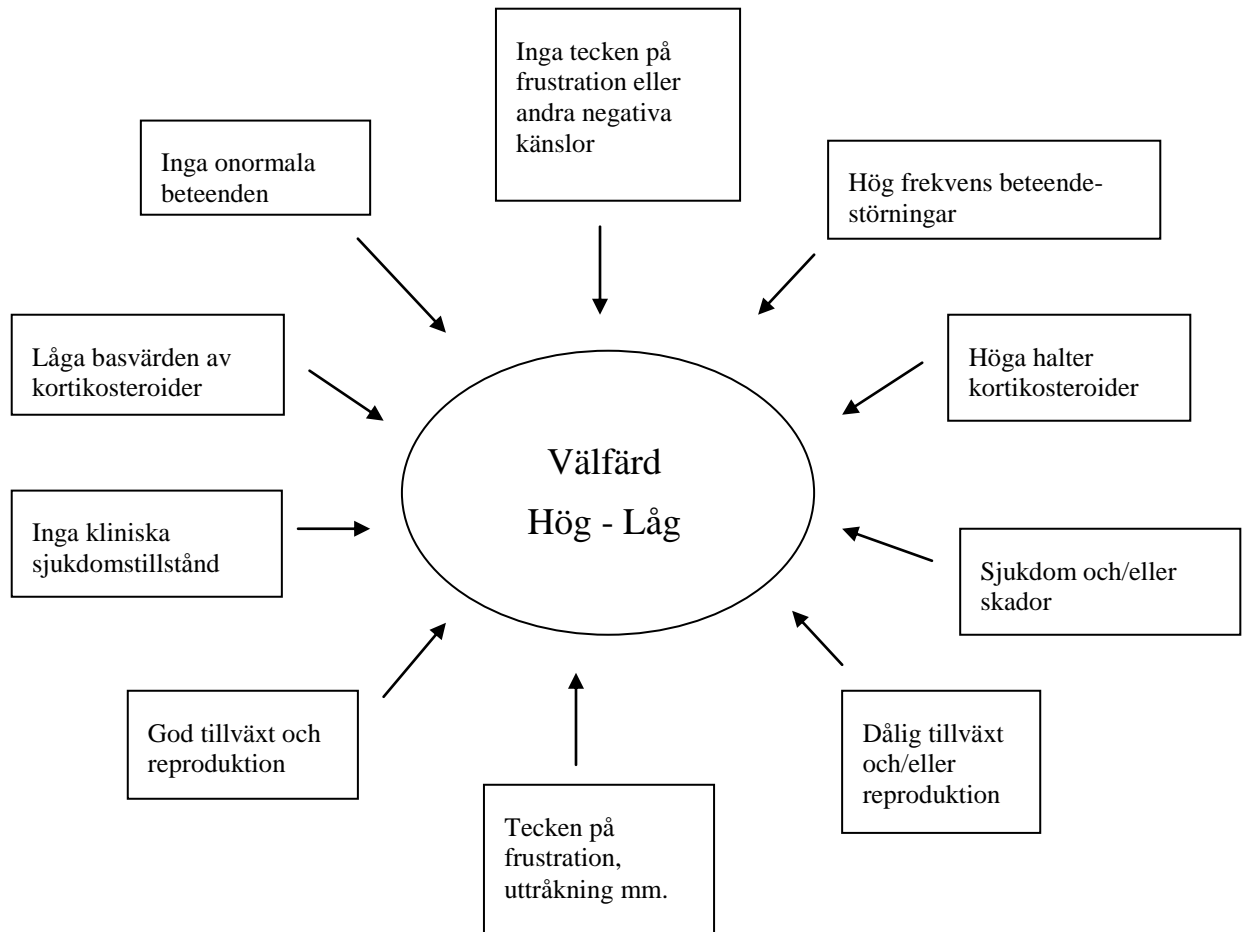 Inga tecken på
frustration eller
andra negativa
känslor
Inga onormala
beteenden
Hög frekvens beteende-
störningar
Låga basvärden av
kortikosteroider
Höga halter
kortikosteroider
Välfärd
Hög - Låg
Inga kliniska
sjukdomstillstånd
Sjukdom och/eller
skador
God tillväxt och
reproduktion
Dålig tillväxt
och/eller
reproduktion
Tecken på
frustration,
uttråkning mm.